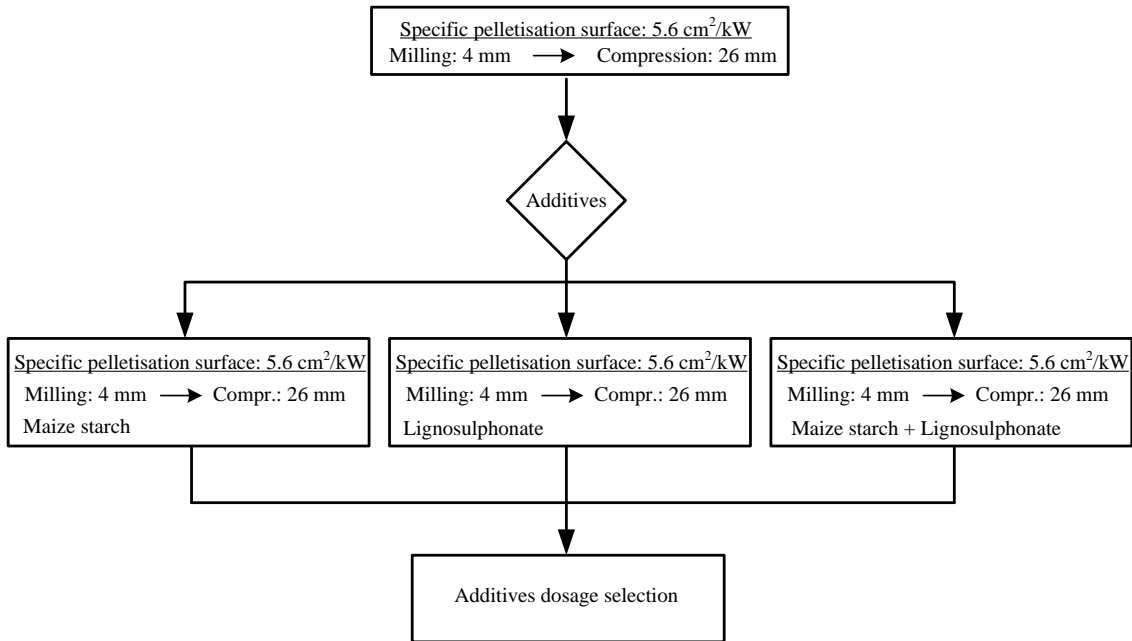 Specific pelletisation surface: 5.6 cm²/kW
Milling: 4 mm → Compression: 26 mm
Additives
Specific pelletisation surface: 5.6 cm²/kW
Milling: 4 mm → Compr.: 26 mm
Maize starch
Specific pelletisation surface: 5.6 cm²/kW
Milling: 4 mm → Compr.: 26 mm
Lignosulphonate
Specific pelletisation surface: 5.6 cm²/kW
Milling: 4 mm → Compr.: 26 mm
Maize starch + Lignosulphonate
Additives dosage selection